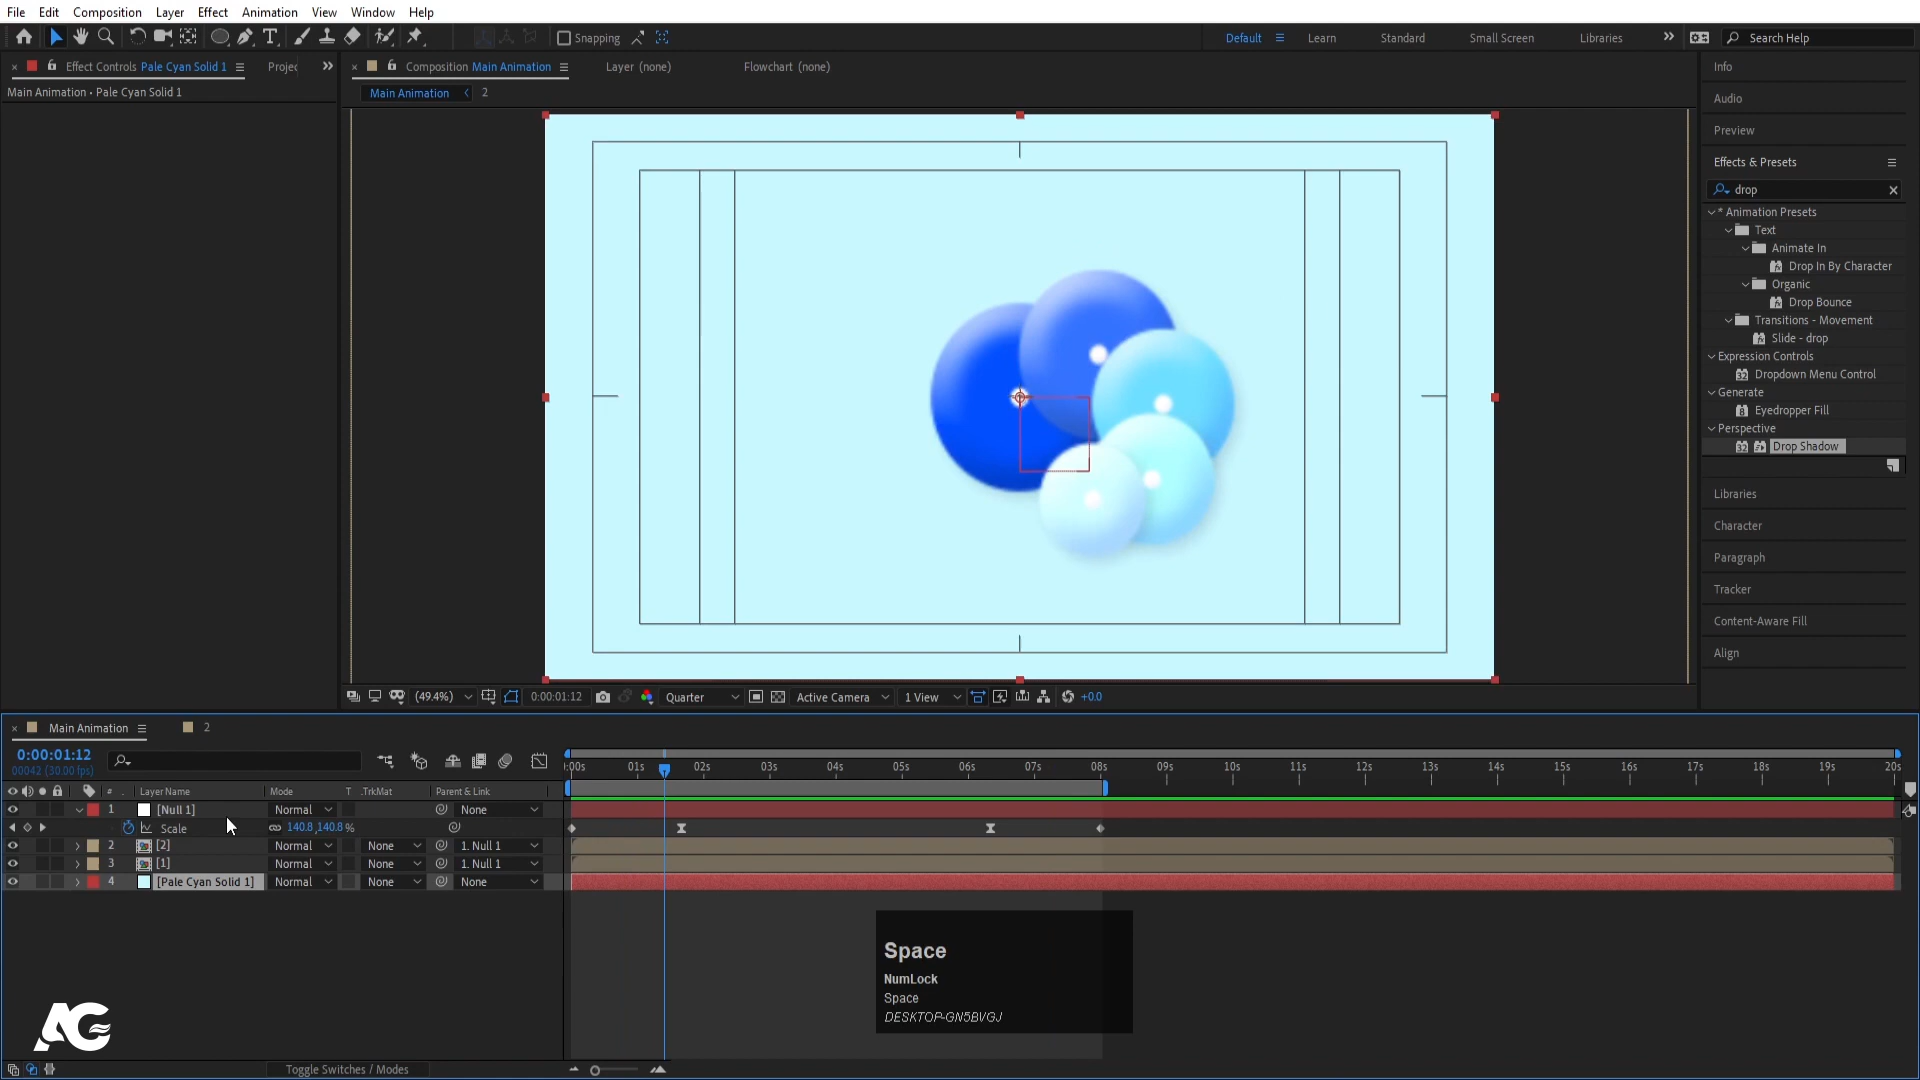 File Edit Composition Layer Effect Animation View Window Help
Snapping
Default Learn Standard Small Screen Libraries Search Help
Effect Controls Pale Cyan Solid 1 Projec
Main Animation • Pale Cyan Solid 1
Composition Main Animation Layer (none) Flowchart (none)
Main Animation 2
Info
Audio
Preview
Effects & Presets
drop
* Animation Presets
Text
Animate In
Drop In By Character
Organic
Drop Bounce
Transitions - Movement
Slide - drop
Expression Controls
Dropdown Menu Control
Generate
Eyedropper Fill
Perspective
Drop Shadow
Libraries
Character
Paragraph
Tracker
Content-Aware Fill
Align
(49.4%) 0:00:01:12 Quarter Active Camera 1 View +0.0
Main Animation 2
0:00:01:12
00042 (30.00 fps)
:00s 01s 02s 03s 04s 05s 06s 07s 08s 09s 10s 11s 12s 13s 14s 15s 16s 17s 18s 19s 20s
# Layer Name Mode T .TrkMat Parent & Link
1 [Null 1] Normal None
Scale 140.8,140.8%
2 [2] Normal None 1. Null 1
3 [1] Normal None 1. Null 1
4 [Pale Cyan Solid 1] Normal None None
Space
NumLock
Space
DESKTOP-GN5BVGJ
AG
Toggle Switches / Modes